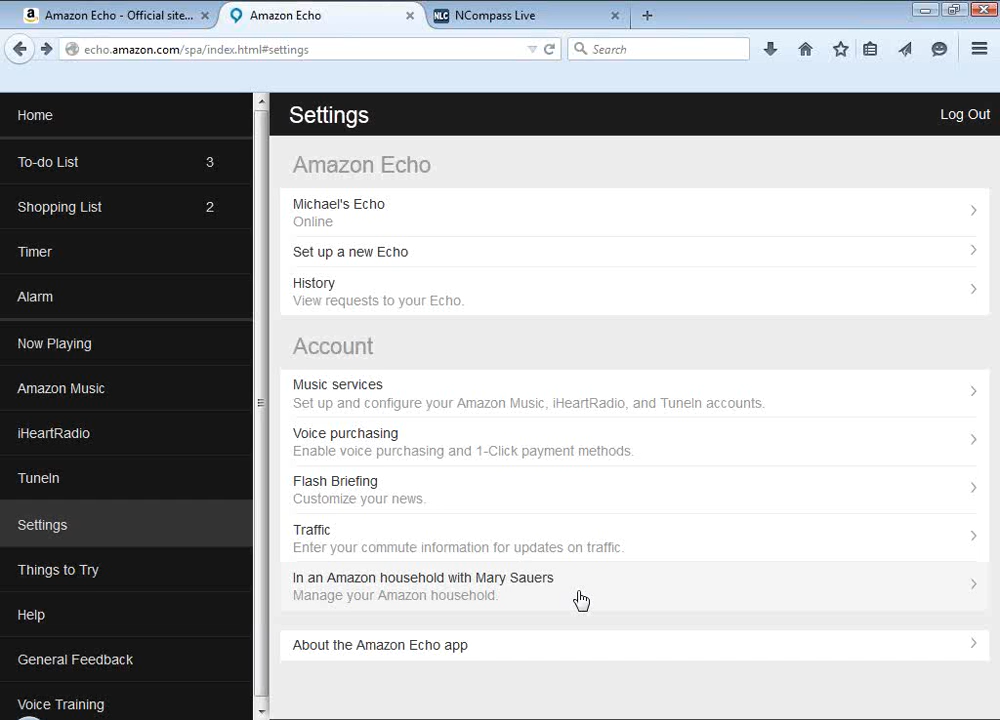 Amazon Echo - Official site...
Amazon Echo
NLC NCompass Live
echo.amazon.com/spa/index.html#settings
Search
Home
To-do List 3
Shopping List 2
Timer
Alarm
Now Playing
Amazon Music
iHeartRadio
TuneIn
Settings
Things to Try
Help
General Feedback
Voice Training
Settings
Log Out
Amazon Echo
Michael's Echo
Online
Set up a new Echo
History
View requests to your Echo.
Account
Music services
Set up and configure your Amazon Music, iHeartRadio, and TuneIn accounts.
Voice purchasing
Enable voice purchasing and 1-Click payment methods.
Flash Briefing
Customize your news.
Traffic
Enter your commute information for updates on traffic.
In an Amazon household with Mary Sauers
Manage your Amazon household.
About the Amazon Echo app